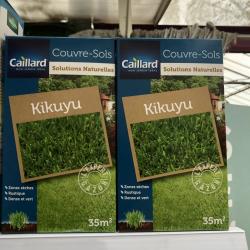 Couvre-Sols
Caillard
Solutions Naturelles
Kikuyu
Zones sèches
Rustique
Dense et vert
35m²
Couvre-Sols
Caillard
Solutions Naturelles
Kikuyu
Zones sèches
Rustique
Dense et vert
35m²